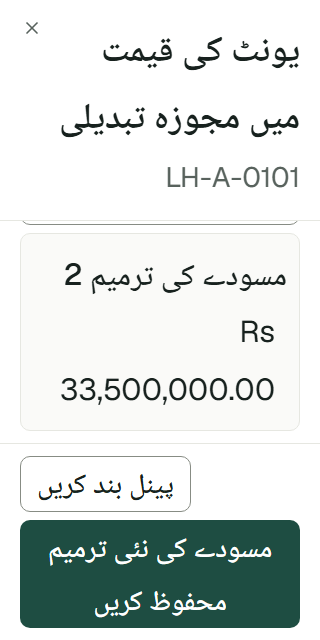 یونٹ کی قیمت
میں مجوزہ تبدیلی
LH-A-0101
مسودے کی ترمیم 2
Rs
33,500,000.00
پینل بند کریں
مسودے کی نئی ترمیم
محفوظ کریں